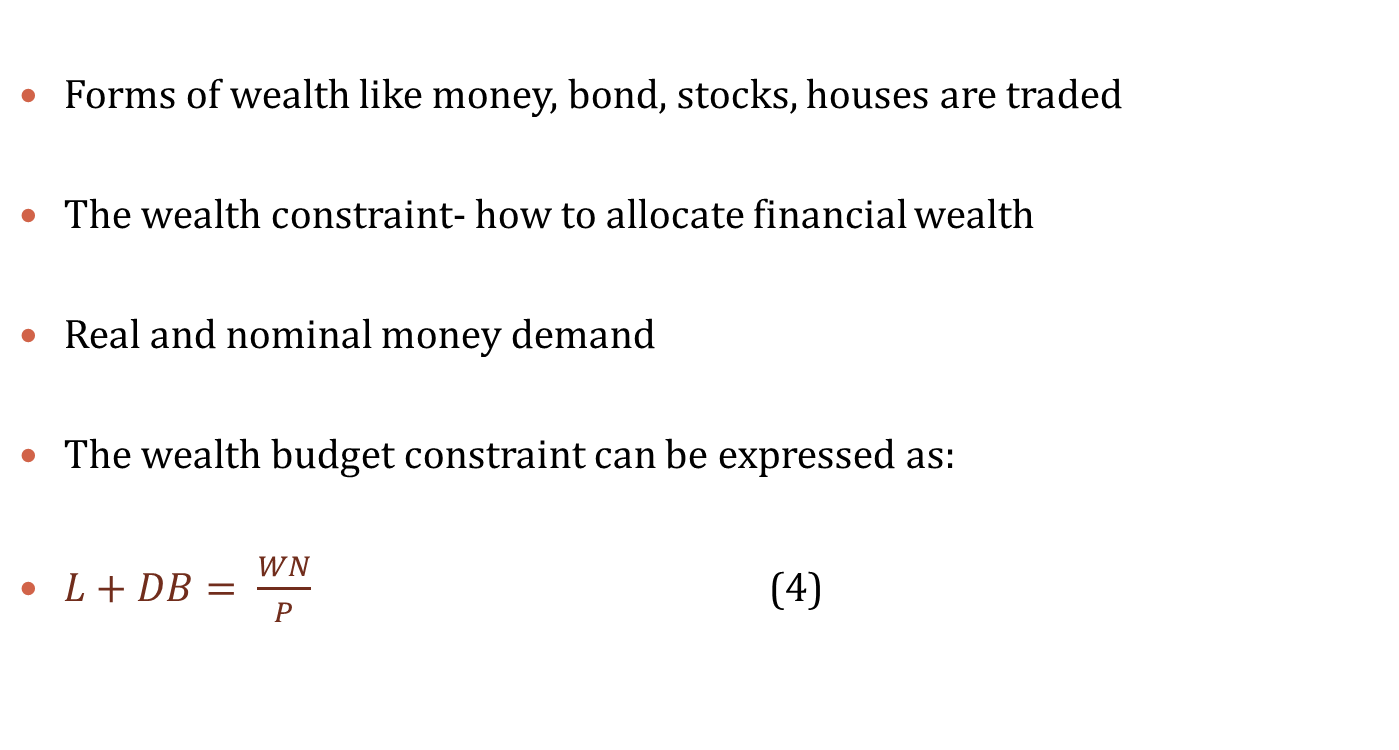 • Forms of wealth like money, bond, stocks, houses are traded
• The wealth constraint- how to allocate financial wealth
• Real and nominal money demand
• The wealth budget constraint can be expressed as:
• L + DB = WN/P (4)